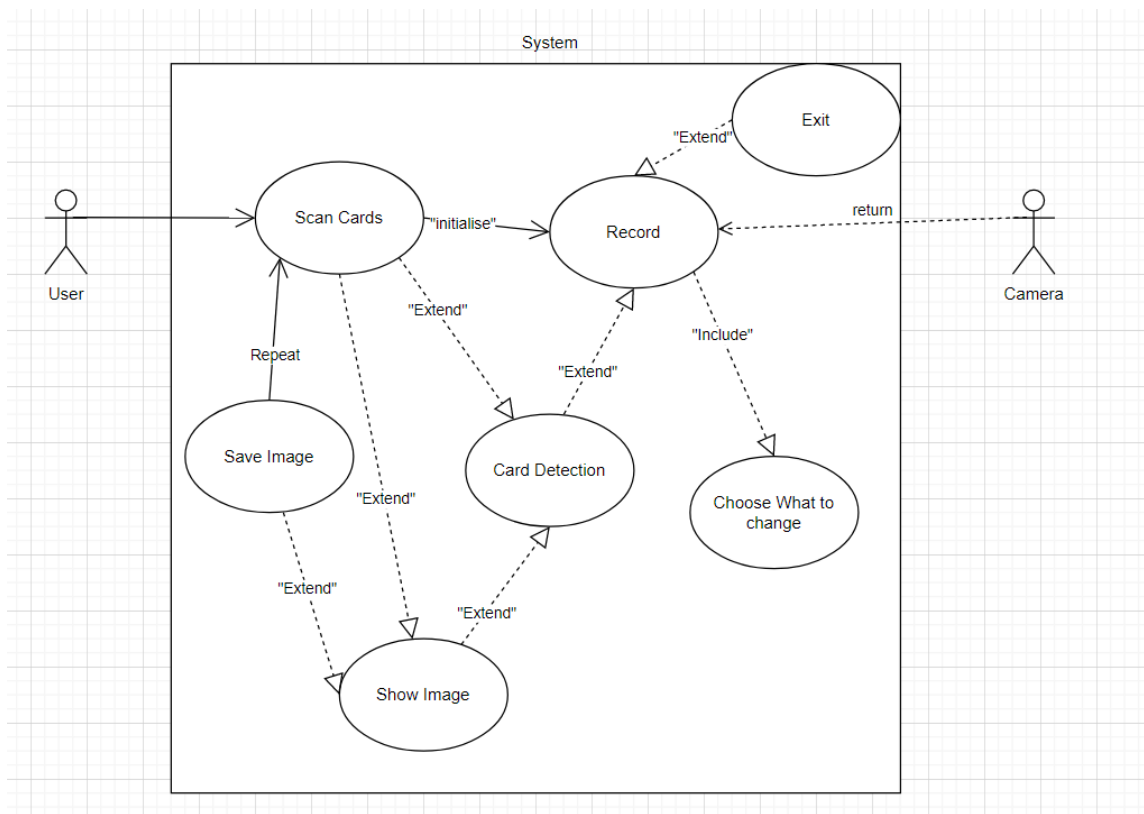 System
Exit
"Extend"
Scan Cards
"initialise"
Record
return
User
Camera
"Extend"
"Include"
Repeat
"Extend"
Save Image
Card Detection
"Extend"
Choose What to
change
"Extend"
"Extend"
Show Image